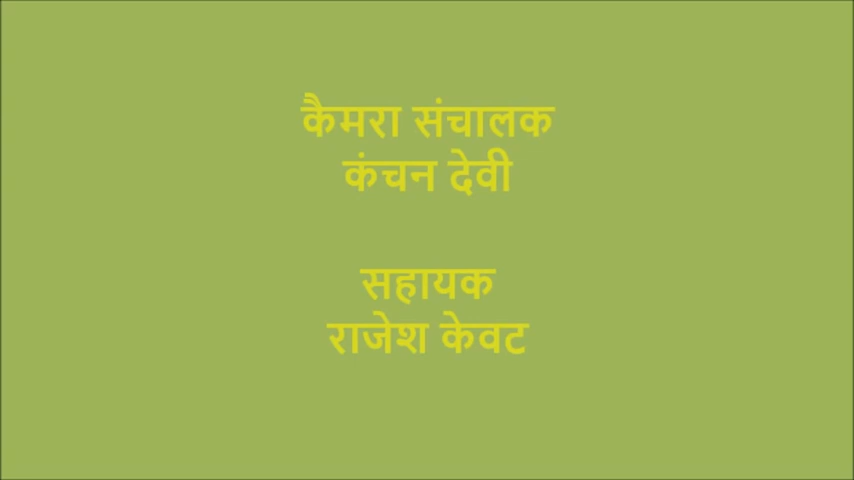 कैमरा संचालक
कंचन देवी
सहायक
राजेश केवट